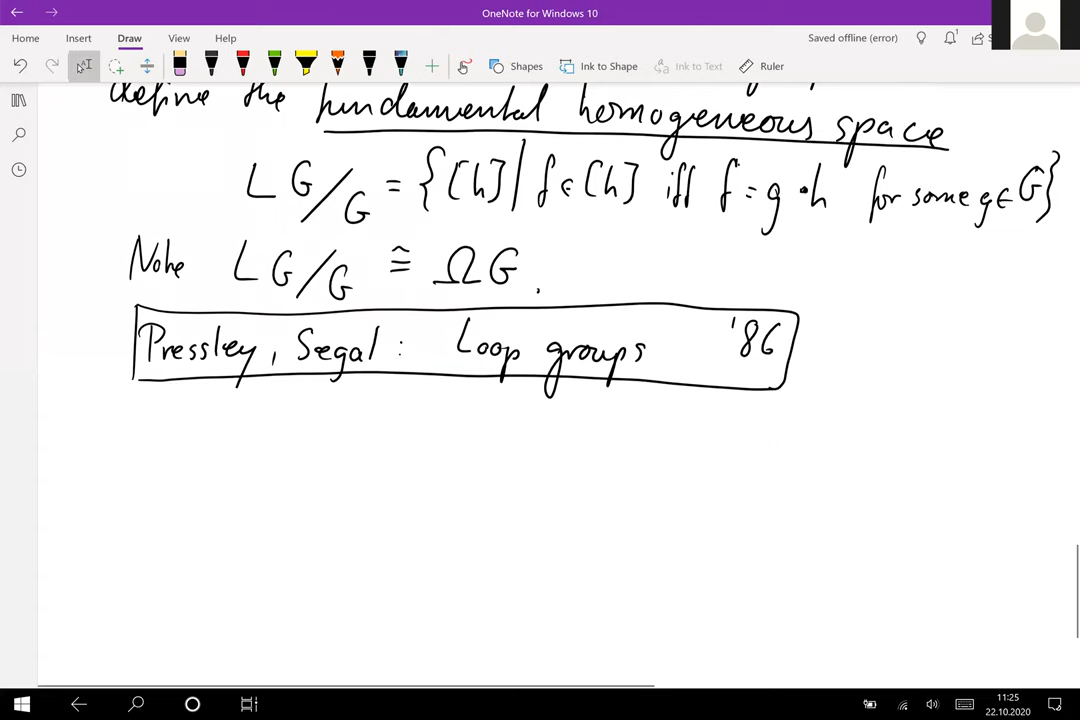 OneNote for Windows 10
Home Insert Draw View Help
Saved offline (error)
Shapes Ink to Shape Ink to Text Ruler
define the fundamental homogeneous space
LG/G = {[h] | f ∈ [h] iff f = g · h for some g ∈ G}
Note LG/G ≅ ΩG.
Pressley, Segal: Loop groups '86
11:25
22.10.2020